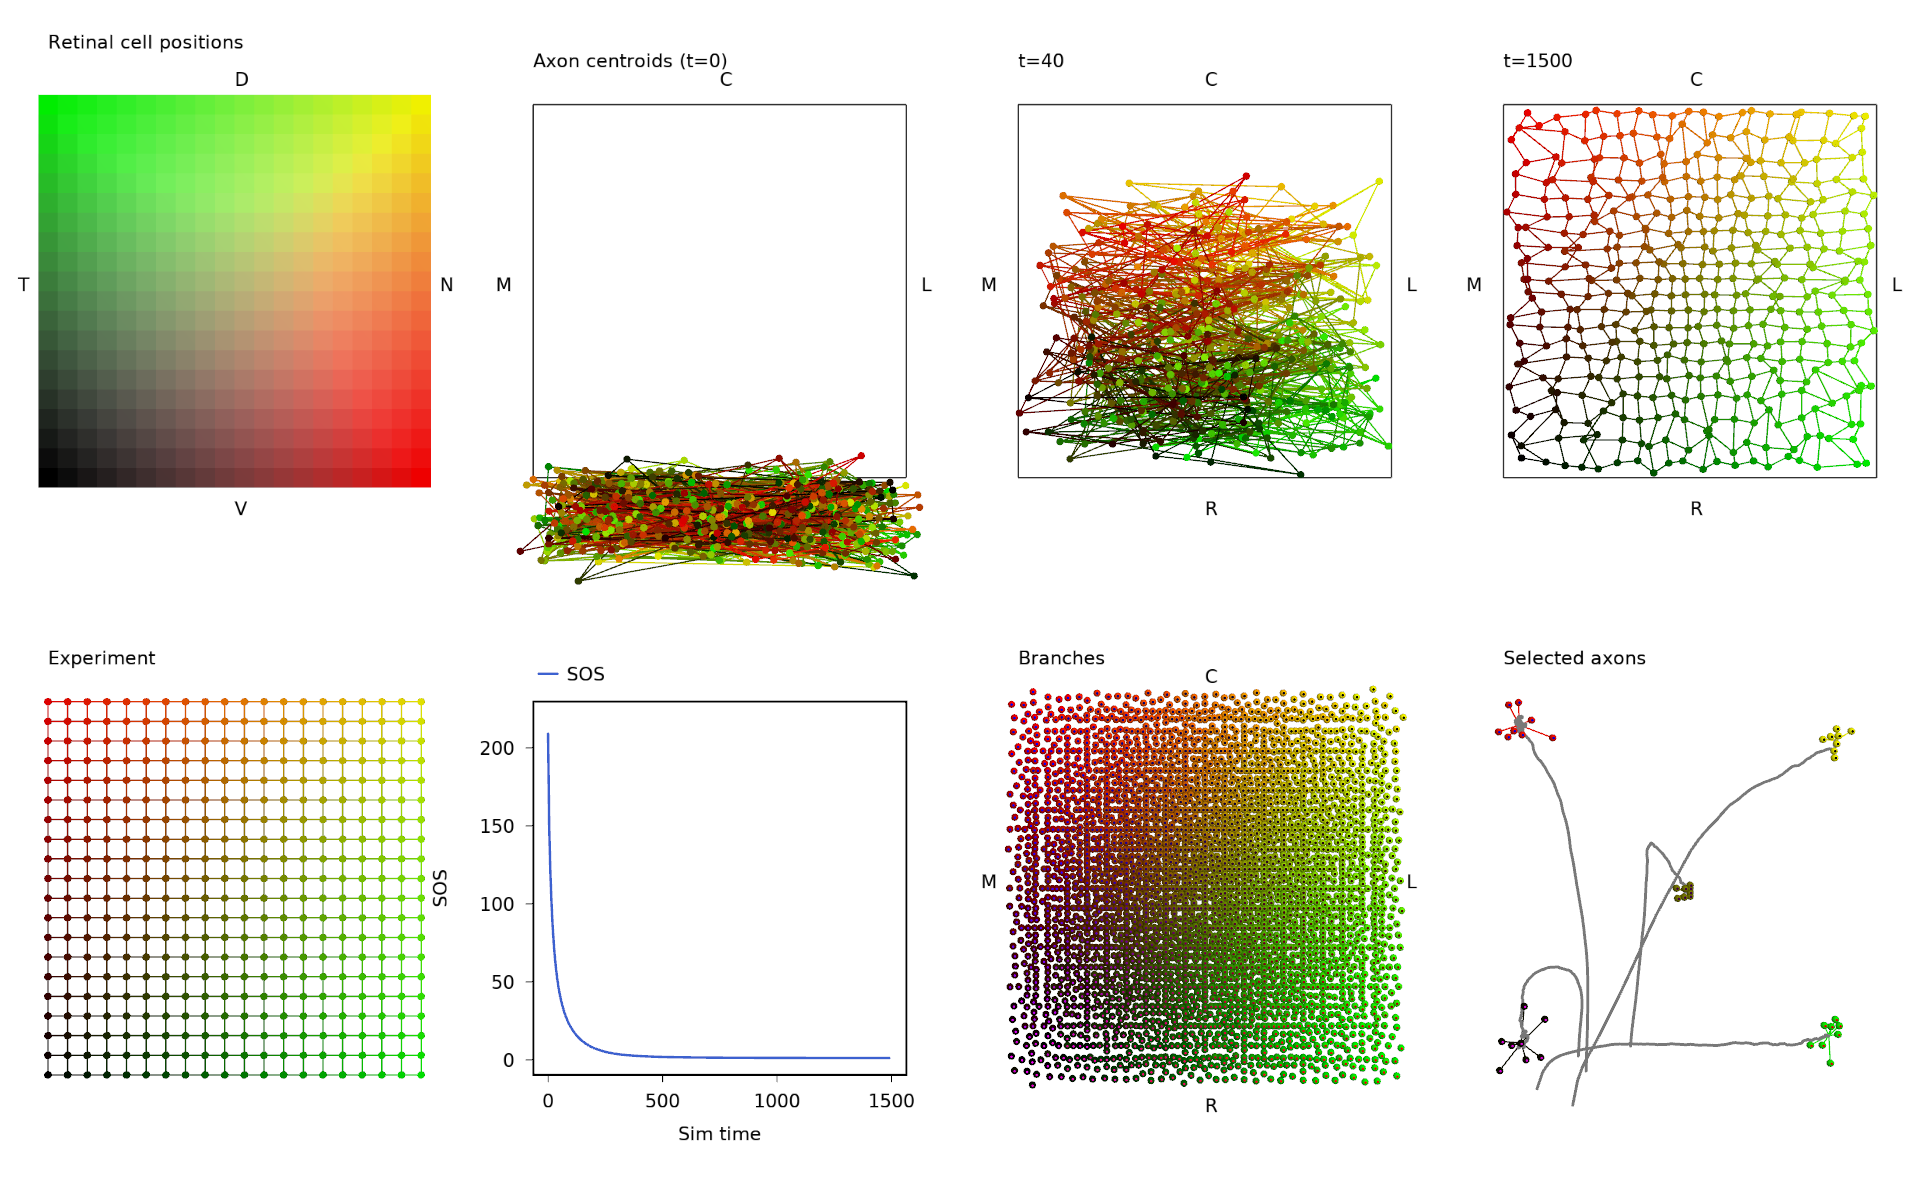 Retinal cell positions
D
T
N
V
Axon centroids (t=0)
C
M
L
t=40
C
M
L
R
t=1500
C
M
L
R
Experiment
SOS
SOS
200
150
100
50
0
0 500 1000 1500
Sim time
Branches
C
M
L
R
Selected axons